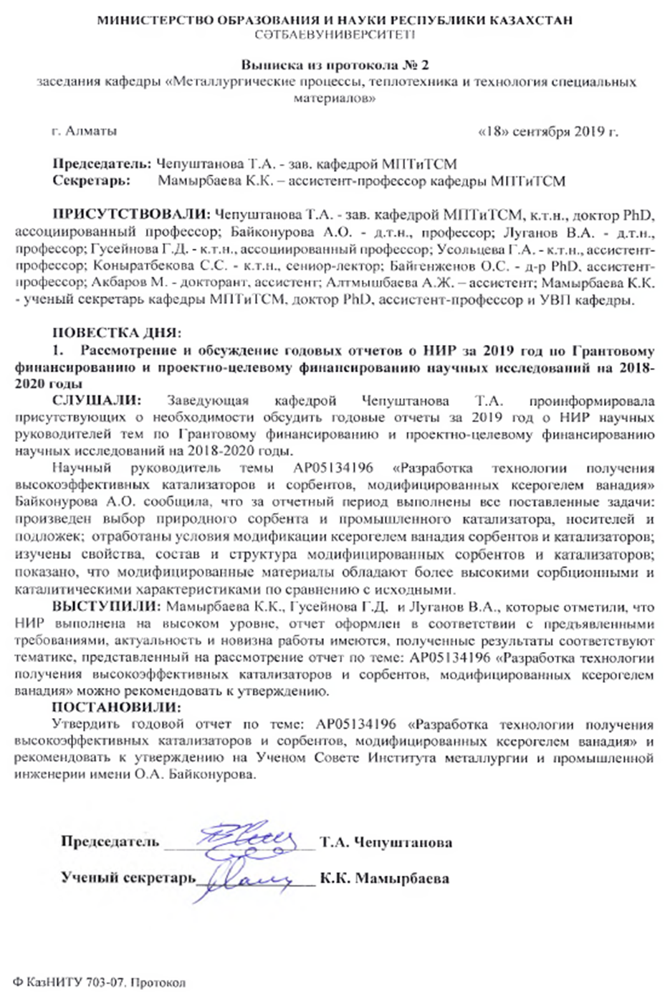 МИНИСТЕРСТВО ОБРАЗОВАНИЯ И НАУКИ РЕСПУБЛИКИ КАЗАХСТАН
СӘТБАЕВУНИВЕРСИТЕТІ
Выписка из протокола № 2
заседания кафедры «Металлургические процессы, теплотехника и технология специальных
материалов»
г. Алматы «18» сентября 2019 г.
Председатель: Чепуштанова Т.А. - зав. кафедрой МПТиТСМ
Секретарь: Мамырбаева К.К. – ассистент-профессор кафедры МПТиТСМ
ПРИСУТСТВОВАЛИ: Чепуштанова Т.А. - зав. кафедрой МПТиТСМ, к.т.н., доктор PhD,
ассоциированный профессор; Байконурова А.О. - д.т.н., профессор; Луганов В.А. - д.т.н.,
профессор; Гусейнова Г.Д. - к.т.н., ассоциированный профессор; Усольцева Г.А. - к.т.н., ассистент-
профессор; Коныратбекова С.С. - к.т.н., сениор-лектор; Байгенженов О.С. - д-р PhD, ассистент-
профессор; Акбаров М. - докторант, ассистент; Алтмышбаева А.Ж. – ассистент; Мамырбаева К.К.
- ученый секретарь кафедры МПТиТСМ, доктор PhD, ассистент-профессор и УВП кафедры.
ПОВЕСТКА ДНЯ:
1. Рассмотрение и обсуждение годовых отчетов о НИР за 2019 год по Грантовому
финансированию и проектно-целевому финансированию научных исследований на 2018-
2020 годы
СЛУШАЛИ: Заведующая кафедрой Чепуштанова Т.А. проинформировала
присутствующих о необходимости обсудить годовые отчеты за 2019 год о НИР научных
руководителей тем по Грантовому финансированию и проектно-целевому финансированию
научных исследований на 2018-2020 годы.
Научный руководитель темы АР05134196 «Разработка технологии получения
высокоэффективных катализаторов и сорбентов, модифицированных ксерогелем ванадия»
Байконурова А.О. сообщила, что за отчетный период выполнены все поставленные задачи:
произведен выбор природного сорбента и промышленного катализатора, носителей и
подложек; отработаны условия модификации ксерогелем ванадия сорбентов и катализаторов;
изучены свойства, состав и структура модифицированных сорбентов и катализаторов;
показано, что модифицированные материалы обладают более высокими сорбционными и
каталитическими характеристиками по сравнению с исходными.
ВЫСТУПИЛИ: Мамырбаева К.К., Гусейнова Г.Д. и Луганов В.А., которые отметили, что
НИР выполнена на высоком уровне, отчет оформлен в соответствии с предъявленными
требованиями, актуальность и новизна работы имеются, полученные результаты соответствуют
тематике, представленный на рассмотрение отчет по теме: АР05134196 «Разработка технологии
получения высокоэффективных катализаторов и сорбентов, модифицированных ксерогелем
ванадия» можно рекомендовать к утверждению.
ПОСТАНОВИЛИ:
Утвердить годовой отчет по теме: АР05134196 «Разработка технологии получения
высокоэффективных катализаторов и сорбентов, модифицированных ксерогелем ванадия» и
рекомендовать к утверждению на Ученом Совете Института металлургии и промышленной
инженерии имени О.А. Байконурова.
Председатель Т.А. Чепуштанова
Ученый секретарь К.К. Мамырбаева
Ф КазНИТУ 703-07. Протокол